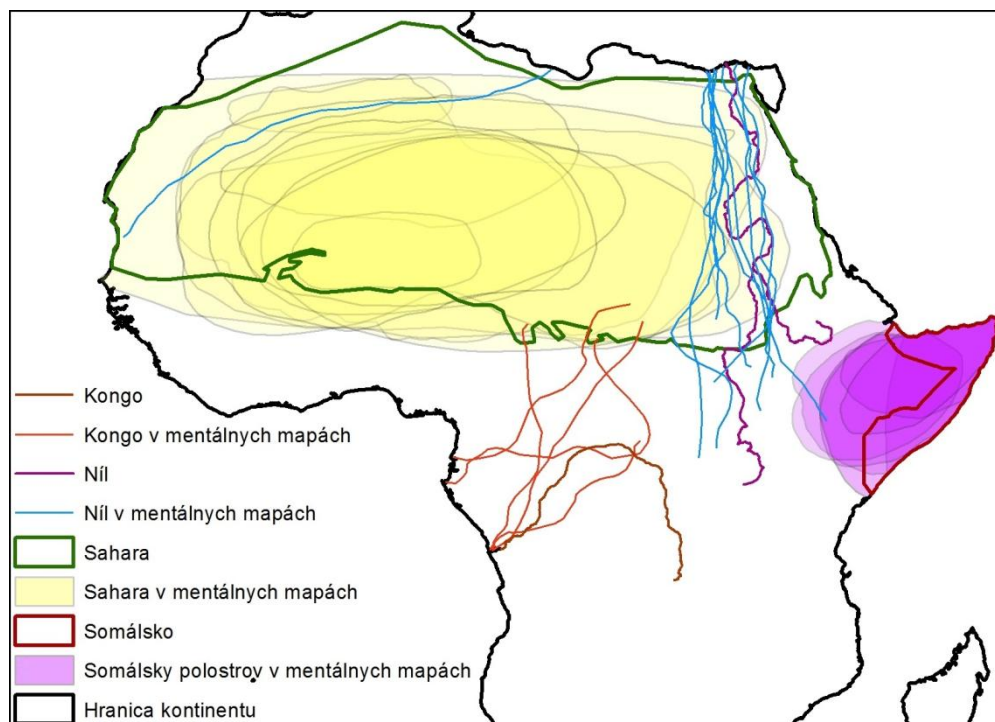 Kongo
Kongo v mentálnych mapách
Níl
Níl v mentálnych mapách
Sahara
Sahara v mentálnych mapách
Somálsko
Somálsky polostrov v mentálnych mapách
Hranica kontinentu